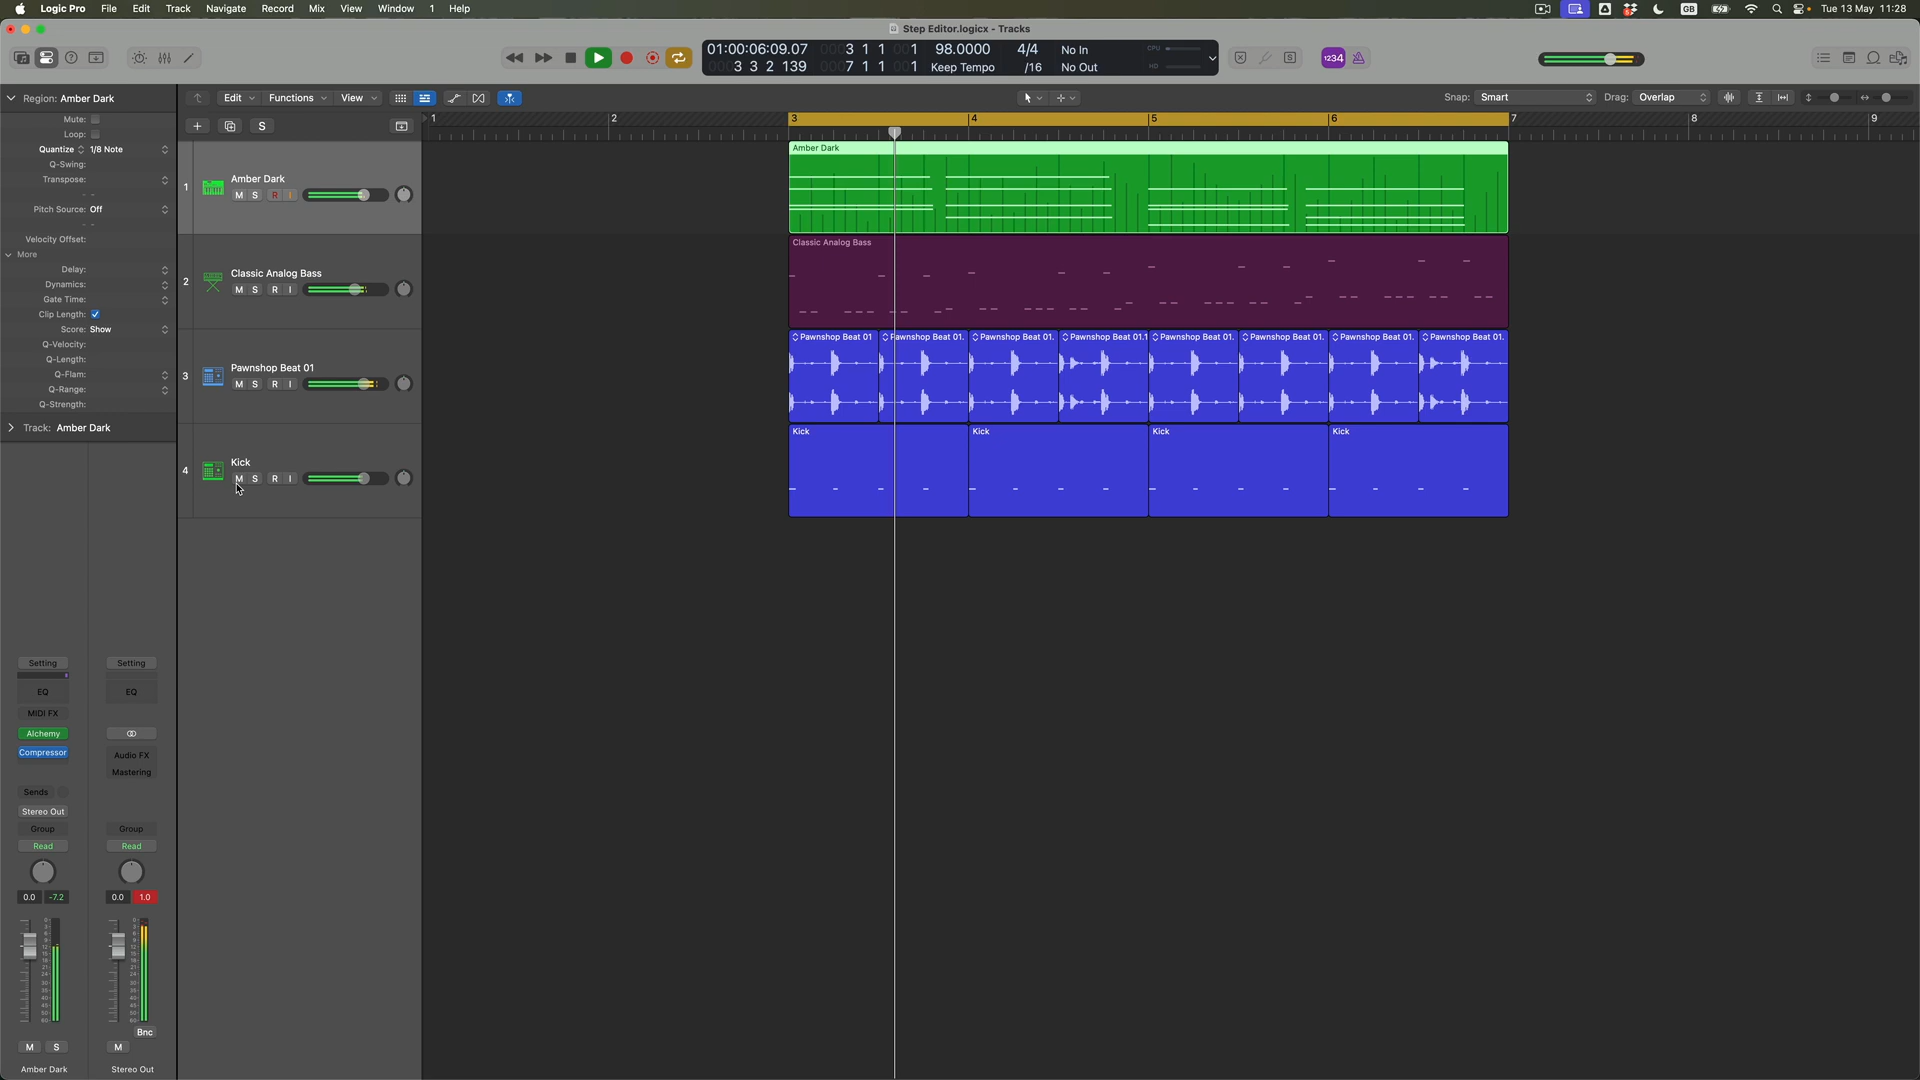 Logic Pro File Edit Track Navigate Record Mix View Window 1 Help
GB Tue 13 May 11:28
Step Editor.logicx - Tracks
01:00:06:09.07 0003 1 1 001 98.0000 4/4 No In CPU
003 3 2 139 0007 1 1 001 Keep Tempo /16 No Out HD
S 1234
Region: Amber Dark
Edit Functions View
Snap: Smart Drag: Overlap
Mute:
Loop:
Quantize 1/8 Note
Q-Swing:
Transpose:
Pitch Source: Off
Velocity Offset:
More
Delay:
Dynamics:
Gate Time:
Clip Length:
Score: Show
Q-Velocity:
Q-Length:
Q-Flam:
Q-Range:
Q-Strength:
Track: Amber Dark
S
1 2 3 4 5 6 7 8 9
1 Amber Dark
M S R I
2 Classic Analog Bass
M S R I
3 Pawnshop Beat 01
M S R I
4 Kick
M S R I
Amber Dark
Classic Analog Bass
Pawnshop Beat 01 Pawnshop Beat 01. Pawnshop Beat 01. Pawnshop Beat 01.1 Pawnshop Beat 01. Pawnshop Beat 01. Pawnshop Beat 01. Pawnshop Beat 01.
Kick Kick Kick Kick
Setting Setting
EQ EQ
MIDI FX
Alchemy
Compressor Audio FX
Mastering
Sends
Stereo Out
Group Group
Read Read
0.0 -7.2 0.0 1.0
Bnc
M S M
Amber Dark Stereo Out